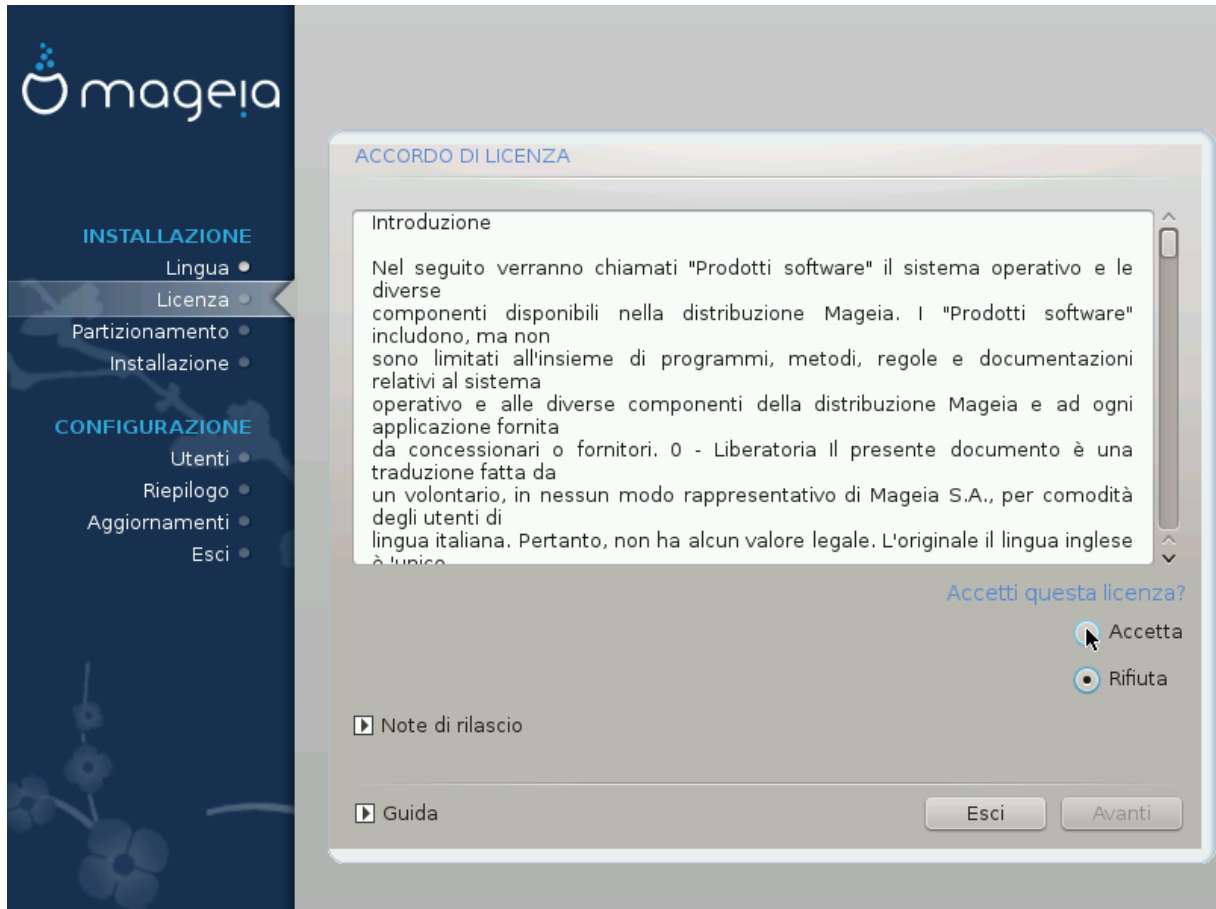 mageia
INSTALLAZIONE
Lingua
Licenza
Partizionamento
Installazione
CONFIGURAZIONE
Utenti
Riepilogo
Aggiornamenti
Esci
ACCORDO DI LICENZA
Introduzione
Nel seguito verranno chiamati "Prodotti software" il sistema operativo e le
diverse
componenti disponibili nella distribuzione Mageia. I "Prodotti software"
includono, ma non
sono limitati all'insieme di programmi, metodi, regole e documentazioni
relativi al sistema
operativo e alle diverse componenti della distribuzione Mageia e ad ogni
applicazione fornita
da concessionari o fornitori. 0 - Liberatoria Il presente documento è una
traduzione fatta da
un volontario, in nessun modo rappresentativo di Mageia S.A., per comodità
degli utenti di
lingua italiana. Pertanto, non ha alcun valore legale. L'originale il lingua inglese
è 'unico
Accetti questa licenza?
Accetta
Rifiuta
Note di rilascio
Guida
Esci
Avanti